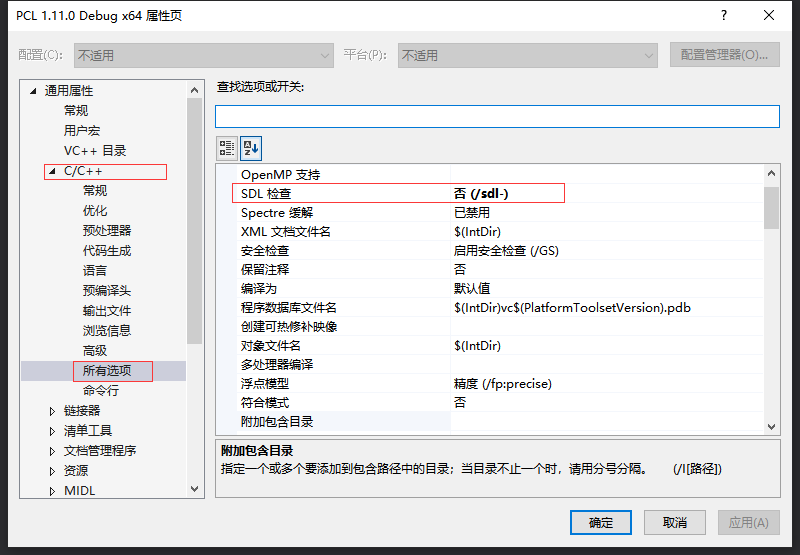 PCL 1.11.0 Debug x64 属性页
配置(C): 不适用 平台(P): 不适用 配置管理器(O)...
通用属性
常规
用户宏
VC++ 目录
C/C++
常规
优化
预处理器
代码生成
语言
预编译头
输出文件
浏览信息
高级
所有选项
命令行
链接器
清单工具
文档管理程序
资源
MIDL
查找选项或开关:
OpenMP 支持
SDL 检查 否 (/sdl-)
Spectre 缓解 已禁用
XML 文档文件名 $(IntDir)
安全检查 启用安全检查 (/GS)
保留注释 否
编译为 默认值
程序数据库文件名 $(IntDir)vc$(PlatformToolsetVersion).pdb
创建可热修补映像
对象文件名 $(IntDir)
多处理器编译
浮点模型 精度 (/fp:precise)
符合模式 否
附加包含目录
附加包含目录
指定一个或多个要添加到包含路径中的目录；当目录不止一个时，请用分号分隔。 (/I[路径])
确定 取消 应用(A)